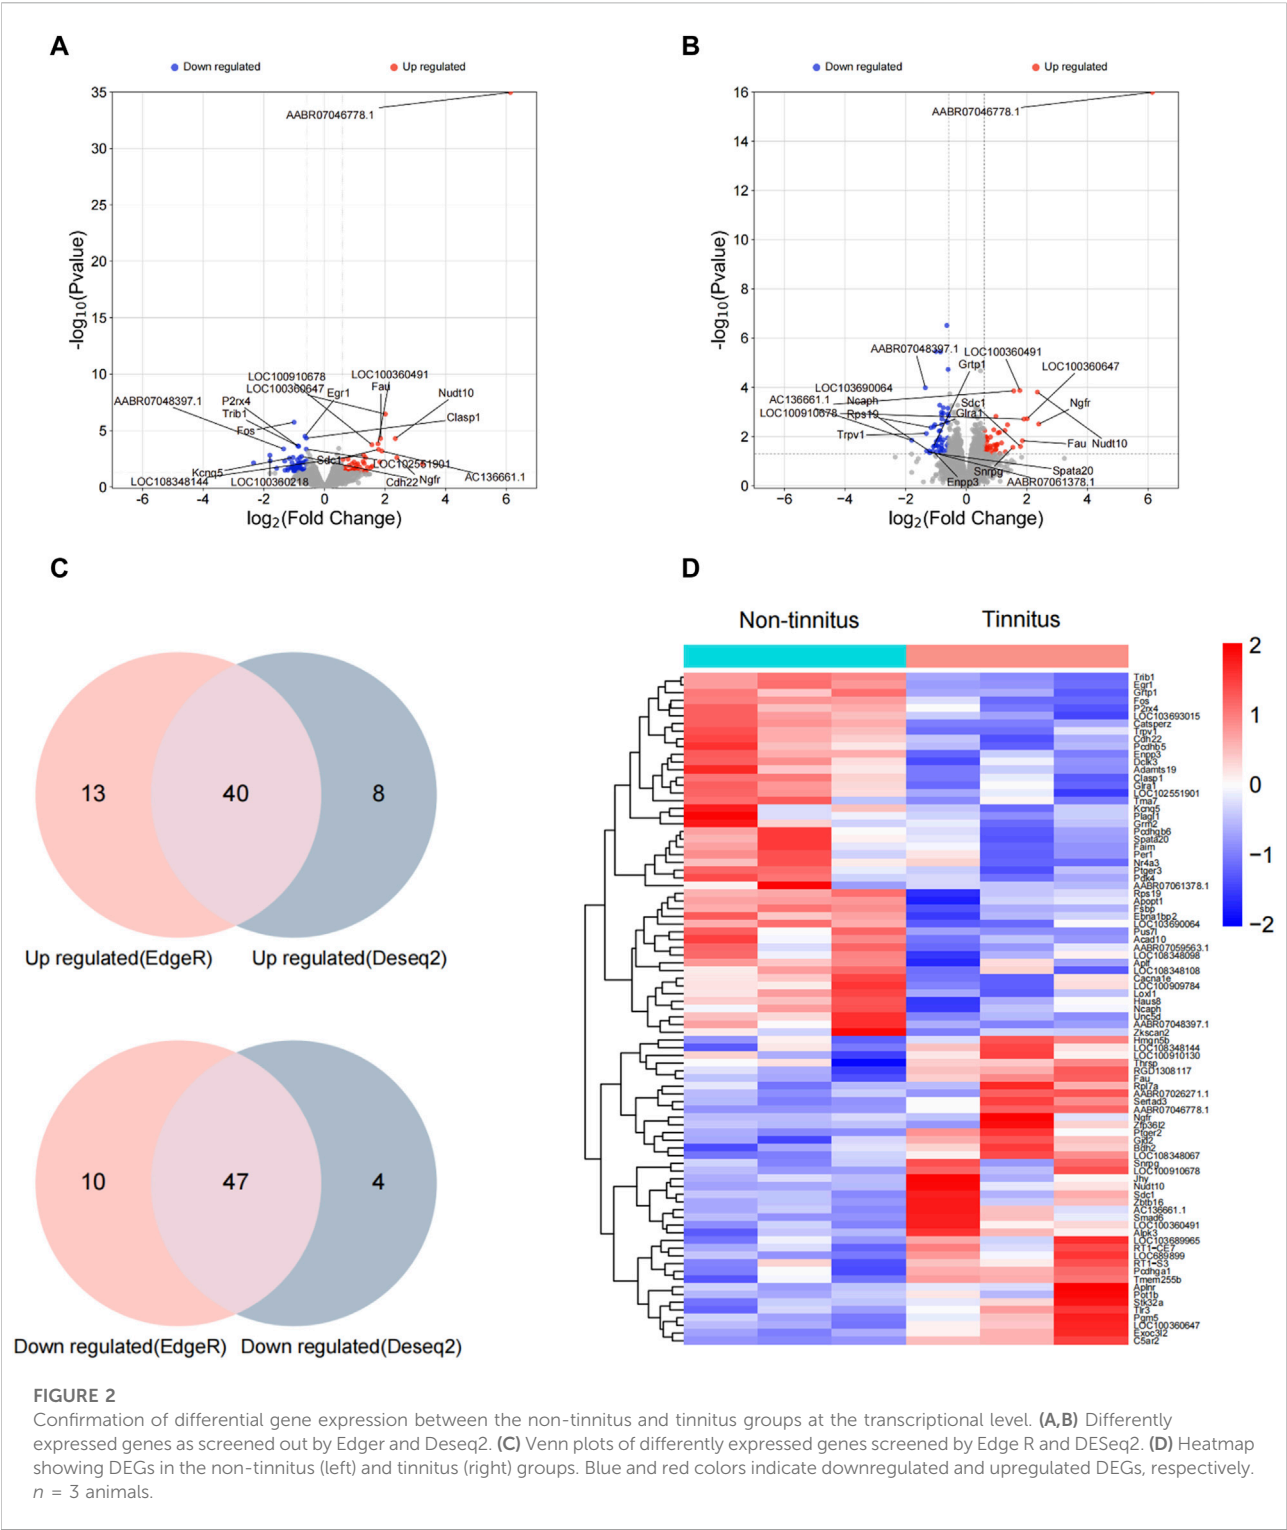 A
Down regulated
Up regulated
35
30
25
20
15
10
5
0
-log10(Pvalue)
AABR07046778.1
LOC100910678
LOC100360491
LOC100360647
Egr1
Fau
Nudt10
AABR07048397.1
P2rx4
Trib1
Clasp1
Fos
Sdc1
LOC102551901
Kcnq5
Ngfr
AC136661.1
LOC108348144
LOC100360218
Cdh22
−4
−2
0
2
4
6
log2(Fold Change)
B
Down regulated
Up regulated
16
14
12
10
8
6
4
2
0
-log10(Pvalue)
AABR07046778.1
AABR07048397.1
LOC100360491
Grtp1
LOC100360647
LOC103690064
AC136661.1
Ncaph
Sdc1
Ngfr
LOC100910678
Rps19
Glra1
Trpv1
Fau
Nudt10
Snrpg
Spata20
Enpp3
AABR07061378.1
−6
−4
−2
0
2
4
6
log2(Fold Change)
C
13
40
8
Up regulated(EdgeR)
Up regulated(Deseq2)
10
47
4
Down regulated(EdgeR)
Down regulated(Deseq2)
D
Non-tinnitus
Tinnitus
2
1
0
−1
−2
Trib1
Egr1
Grtp1
Fos
P2rx4
LOC103693015
Catsperz
Trpv1
Cdh22
Pcdhb5
Enpp3
Dclk3
Adamts19
Clasp1
Glra1
LOC102551901
Tma7
Kcnq5
Plagl1
Grm2
Pcdhgb6
Spata20
Faim
Per1
Nr4a3
Ptger3
Pdk4
AABR07061378.1
Rps19
Apopt1
Fsbp
Ebna1bp2
LOC103690064
Pus7l
Acad10
AABR07059563.1
LOC108348098
Aplf
LOC108348108
Cacna1e
LOC100909784
Loxl1
Haus8
Ncaph
Unc5d
AABR07048397.1
Zkscan2
Hmgn5b
LOC108348144
LOC100910130
Thrsp
RGD1308117
Fau
Rpl7a
AABR07026271.1
Sertad3
AABR07046778.1
Ngfr
Zfp36l2
Ptger2
Gjd2
Bdh2
LOC108348067
Snrpg
LOC100910678
Jhy
Nudt10
Sdc1
Zbtb16
AC136661.1
Smad6
LOC100360491
Alpk3
LOC103689965
RT1−CE7
LOC689899
RT1−S3
Pcdhga1
Tmem255b
Aplnr
Pot1b
Stk32a
Tlr3
Pgm5
LOC100360647
Exoc3l2
C5ar2
FIGURE 2
Confirmation of differential gene expression between the non-tinnitus and tinnitus groups at the transcriptional level. (A,B) Differently
expressed genes as screened out by Edger and Deseq2. (C) Venn plots of differently expressed genes screened by Edge R and DESeq2. (D) Heatmap
showing DEGs in the non-tinnitus (left) and tinnitus (right) groups. Blue and red colors indicate downregulated and upregulated DEGs, respectively.
n = 3 animals.